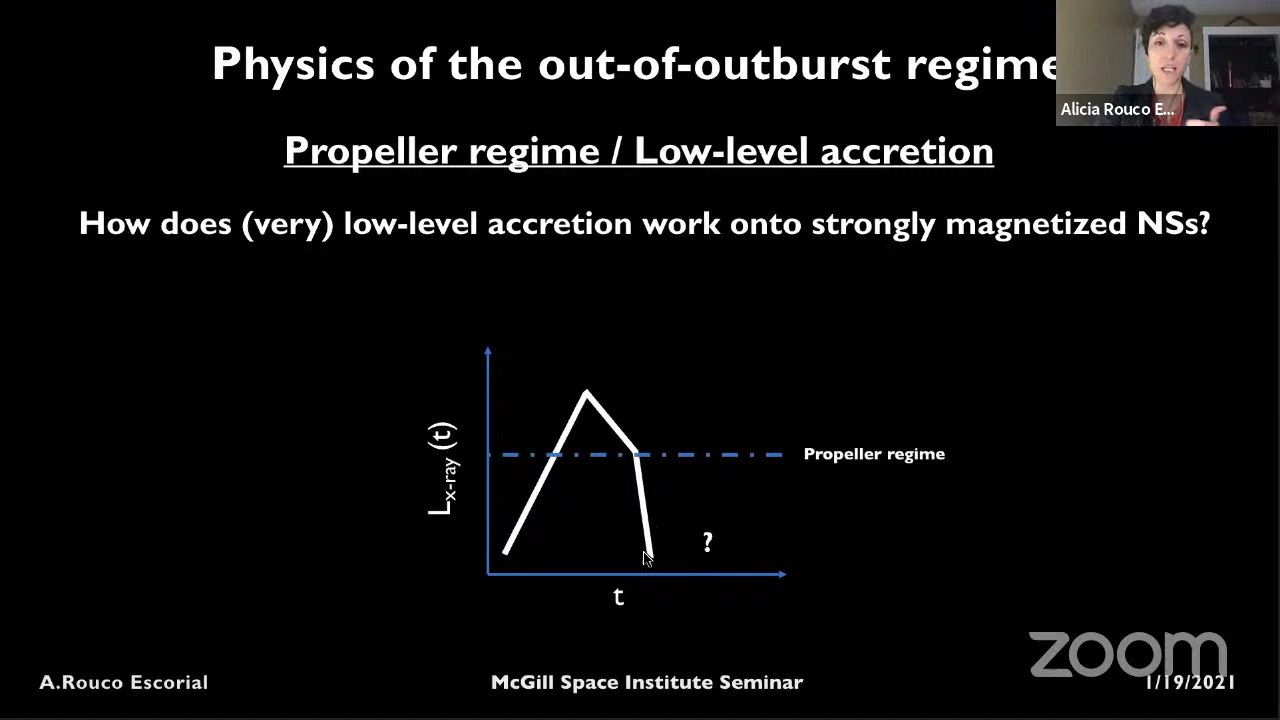 Physics of the out-of-outburst regime
Alicia Rouco E...
Propeller regime / Low-level accretion
How does (very) low-level accretion work onto strongly magnetized NSs?
Lx-ray (t)
Propeller regime
?
t
zoom
A.Rouco Escorial
McGill Space Institute Seminar
1/19/2021